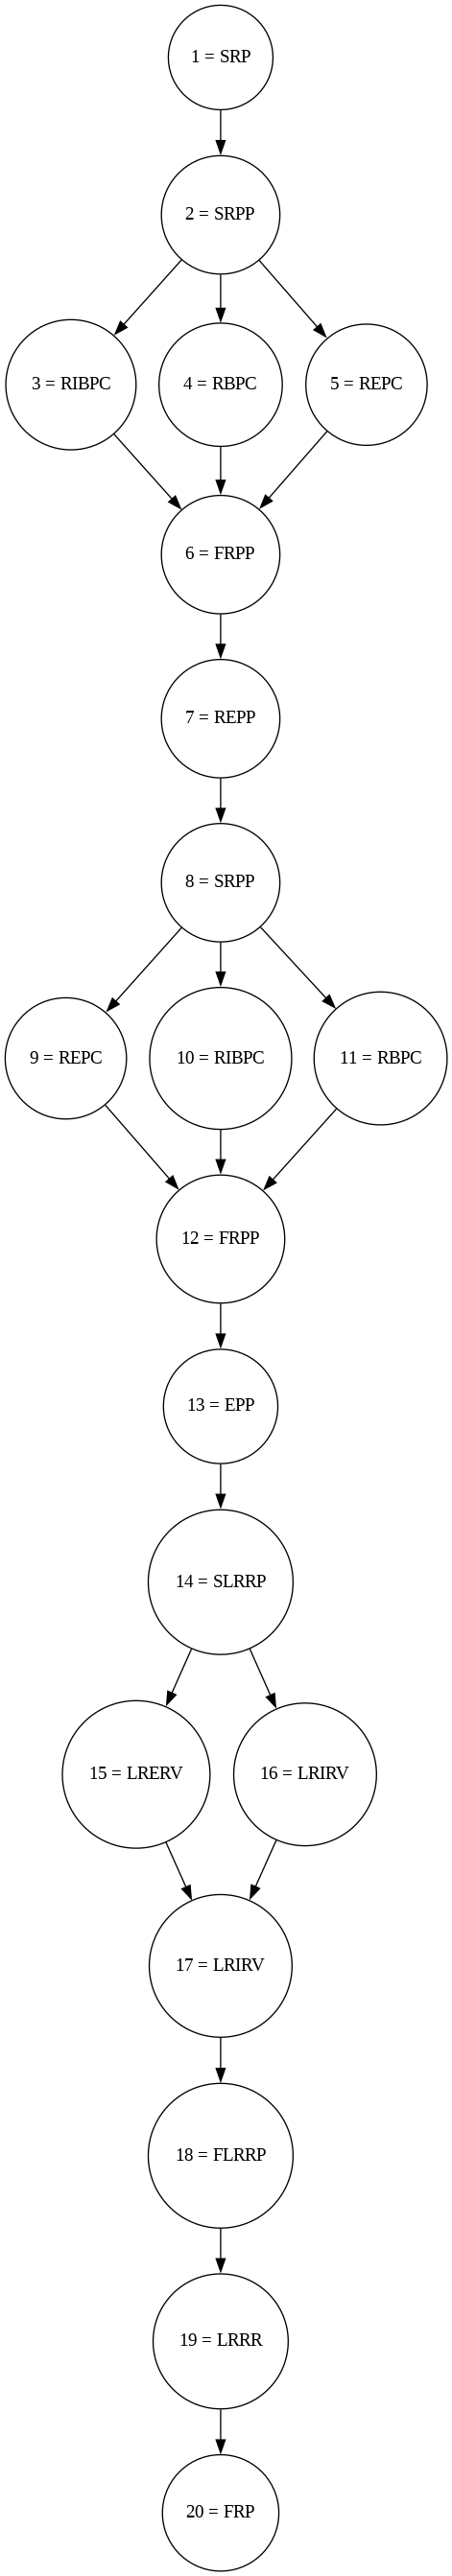 1 = SRP
2 = SRPP
3 = RIBPC
4 = RBPC
5 = REPC
6 = FRPP
7 = REPP
8 = SRPP
9 = REPC
10 = RIBPC
11 = RBPC
12 = FRPP
13 = EPP
14 = SLRRP
15 = LRERV
16 = LRIRV
17 = LRIRV
18 = FLRRP
19 = LRRR
20 = FRP